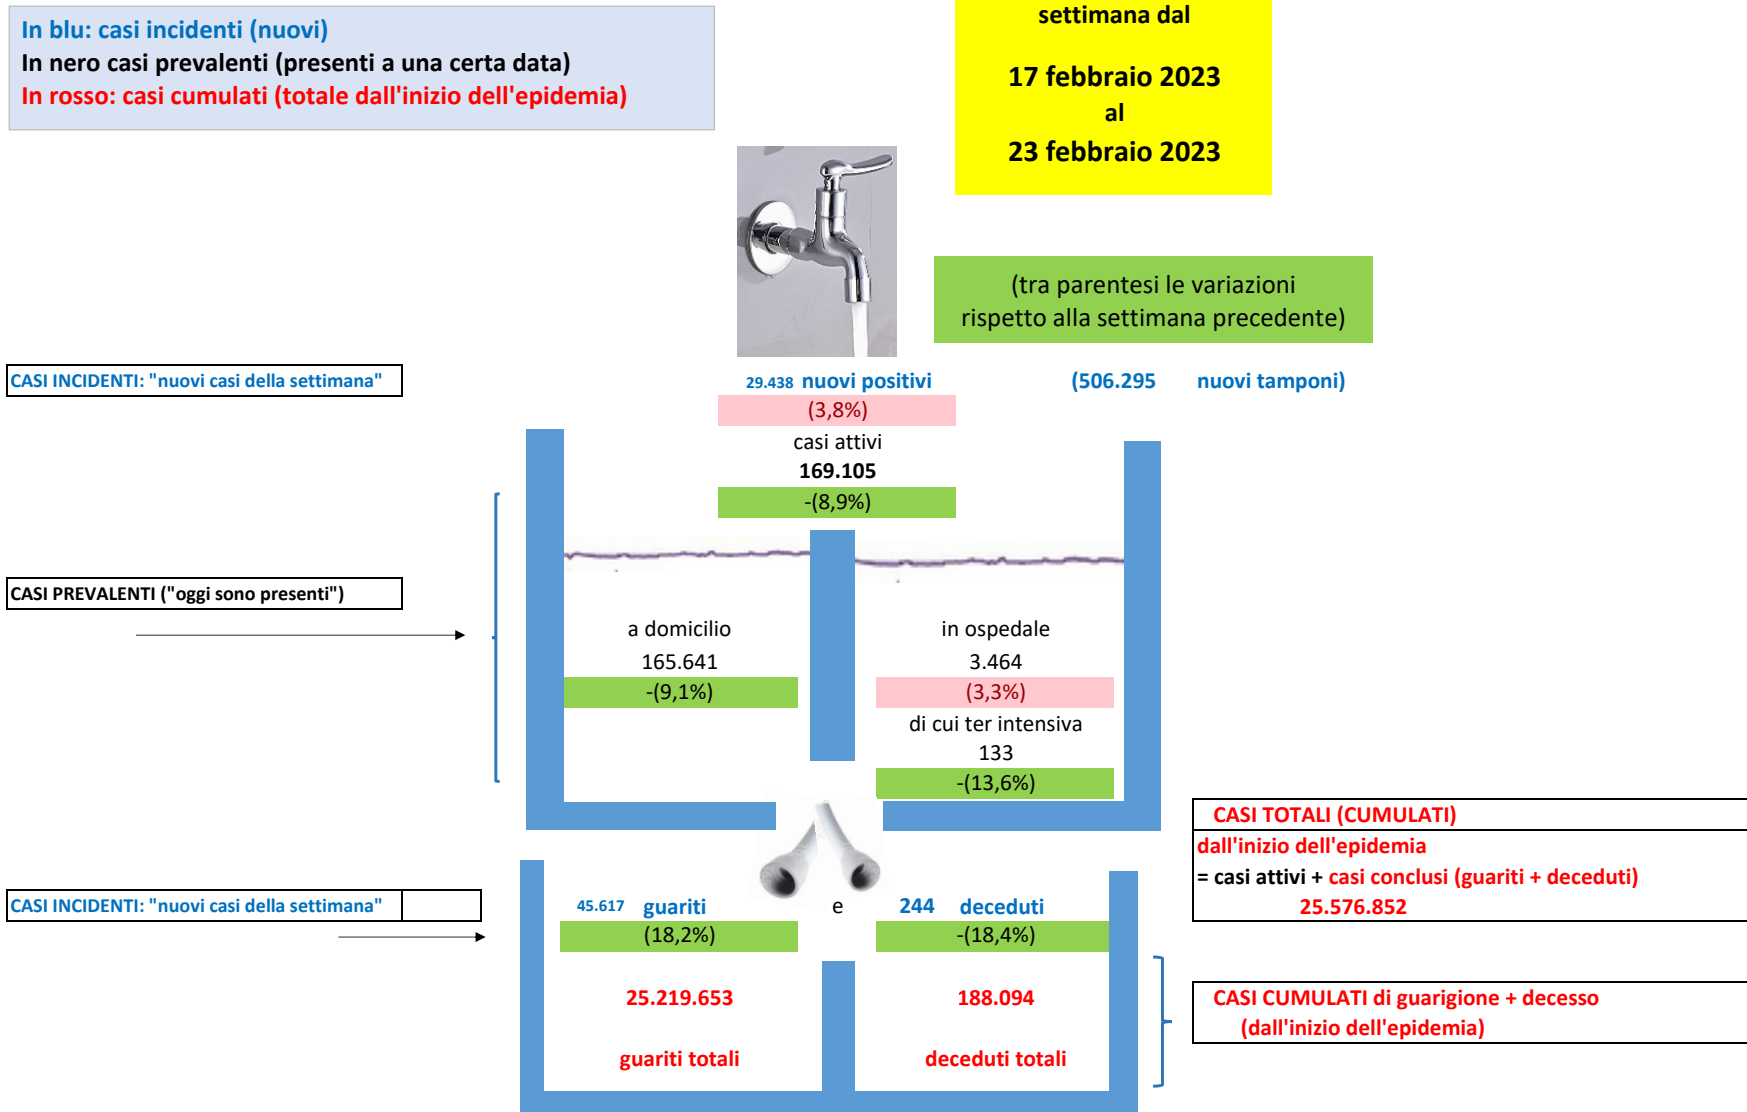 In blu: casi incidenti (nuovi)
In nero casi prevalenti (presenti a una certa data)
In rosso: casi cumulati (totale dall'inizio dell'epidemia)
settimana dal
17 febbraio 2023
al
23 febbraio 2023
(tra parentesi le variazioni
rispetto alla settimana precedente)
CASI INCIDENTI: "nuovi casi della settimana"
29.438 nuovi positivi
(506.295 nuovi tamponi)
(3,8%)
casi attivi
169.105
-(8,9%)
CASI PREVALENTI ("oggi sono presenti")
a domicilio
165.641
-(9,1%)
in ospedale
3.464
(3,3%)
di cui ter intensiva
133
-(13,6%)
CASI TOTALI (CUMULATI)
dall'inizio dell'epidemia
= casi attivi + casi conclusi (guariti + deceduti)
25.576.852
CASI INCIDENTI: "nuovi casi della settimana"
45.617 guariti
e
244 deceduti
(18,2%)
-(18,4%)
25.219.653
188.094
guariti totali
deceduti totali
CASI CUMULATI di guarigione + decesso
(dall'inizio dell'epidemia)